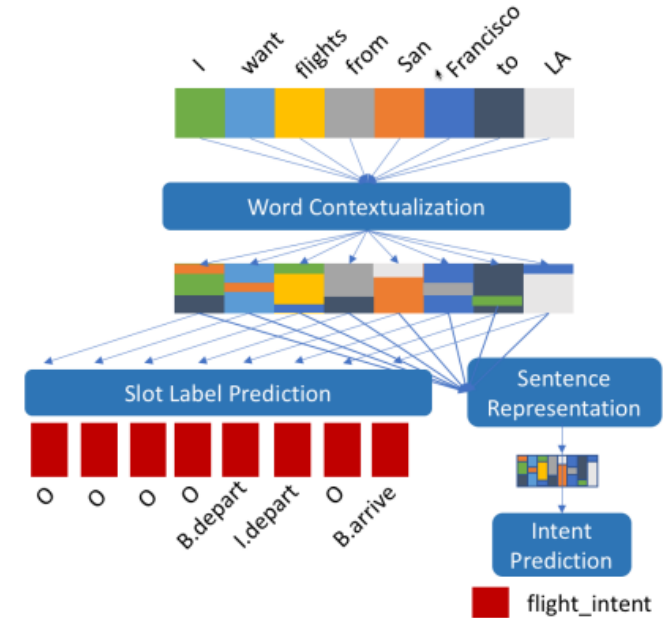 I want flights from San Francisco to LA
Word Contextualization
Slot Label Prediction
Sentence
Representation
O O O O B.depart I.depart O B.arrive
Intent
Prediction
flight_intent